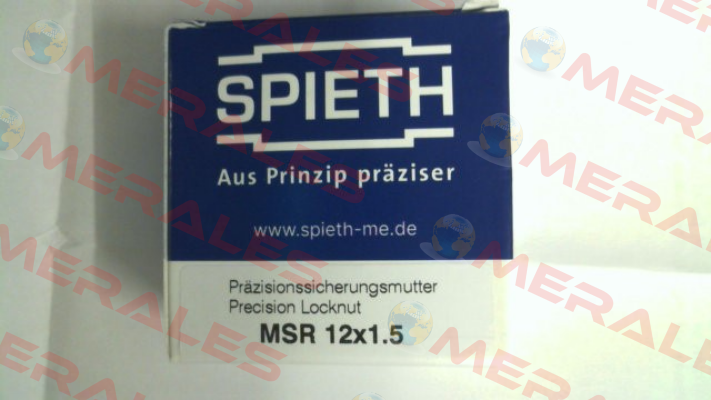 SPIETH
Aus Prinzip präziser
www.spieth-me.de
Präzisionssicherungsmutter
Precision Locknut
MSR 12x1.5
MERALES
MERALES
MERALES
MERALES
MERALES
MERALES